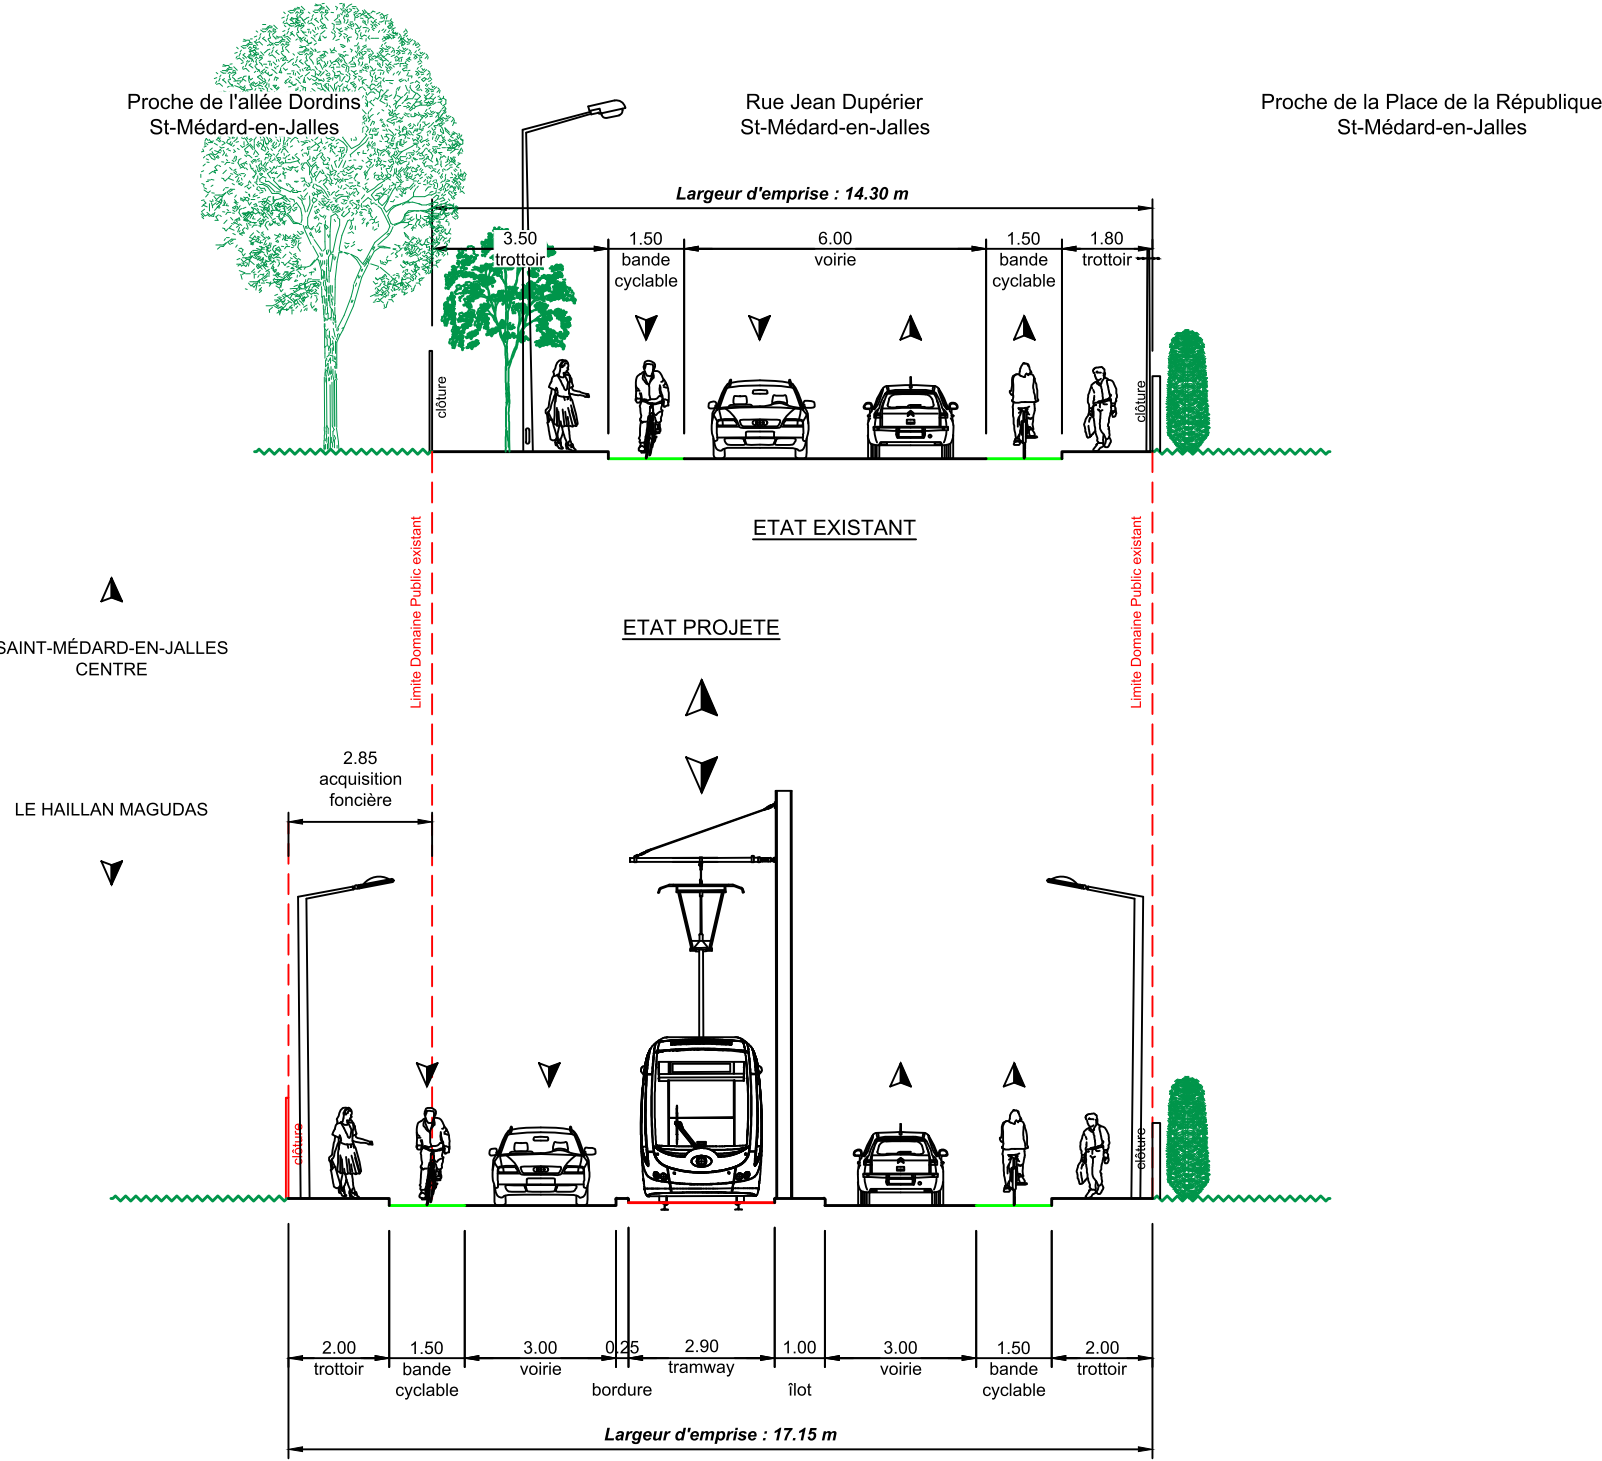 Proche de l'allée Dordins
St-Médard-en-Jalles
Rue Jean Dupérier
St-Médard-en-Jalles
Proche de la Place de la République
St-Médard-en-Jalles
Largeur d'emprise : 14.30 m
3.50
trottoir
1.50
bande
cyclable
6.00
voirie
1.50
bande
cyclable
1.80
trottoir
clôture
clôture
Limite Domaine Public existant
Limite Domaine Public existant
ETAT EXISTANT
ETAT PROJETE
SAINT-MÉDARD-EN-JALLES
CENTRE
LE HAILLAN MAGUDAS
2.85
acquisition
foncière
clôture
clôture
2.00
trottoir
1.50
bande
cyclable
3.00
voirie
0.25
bordure
2.90
tramway
1.00
îlot
3.00
voirie
1.50
bande
cyclable
2.00
trottoir
Largeur d'emprise : 17.15 m